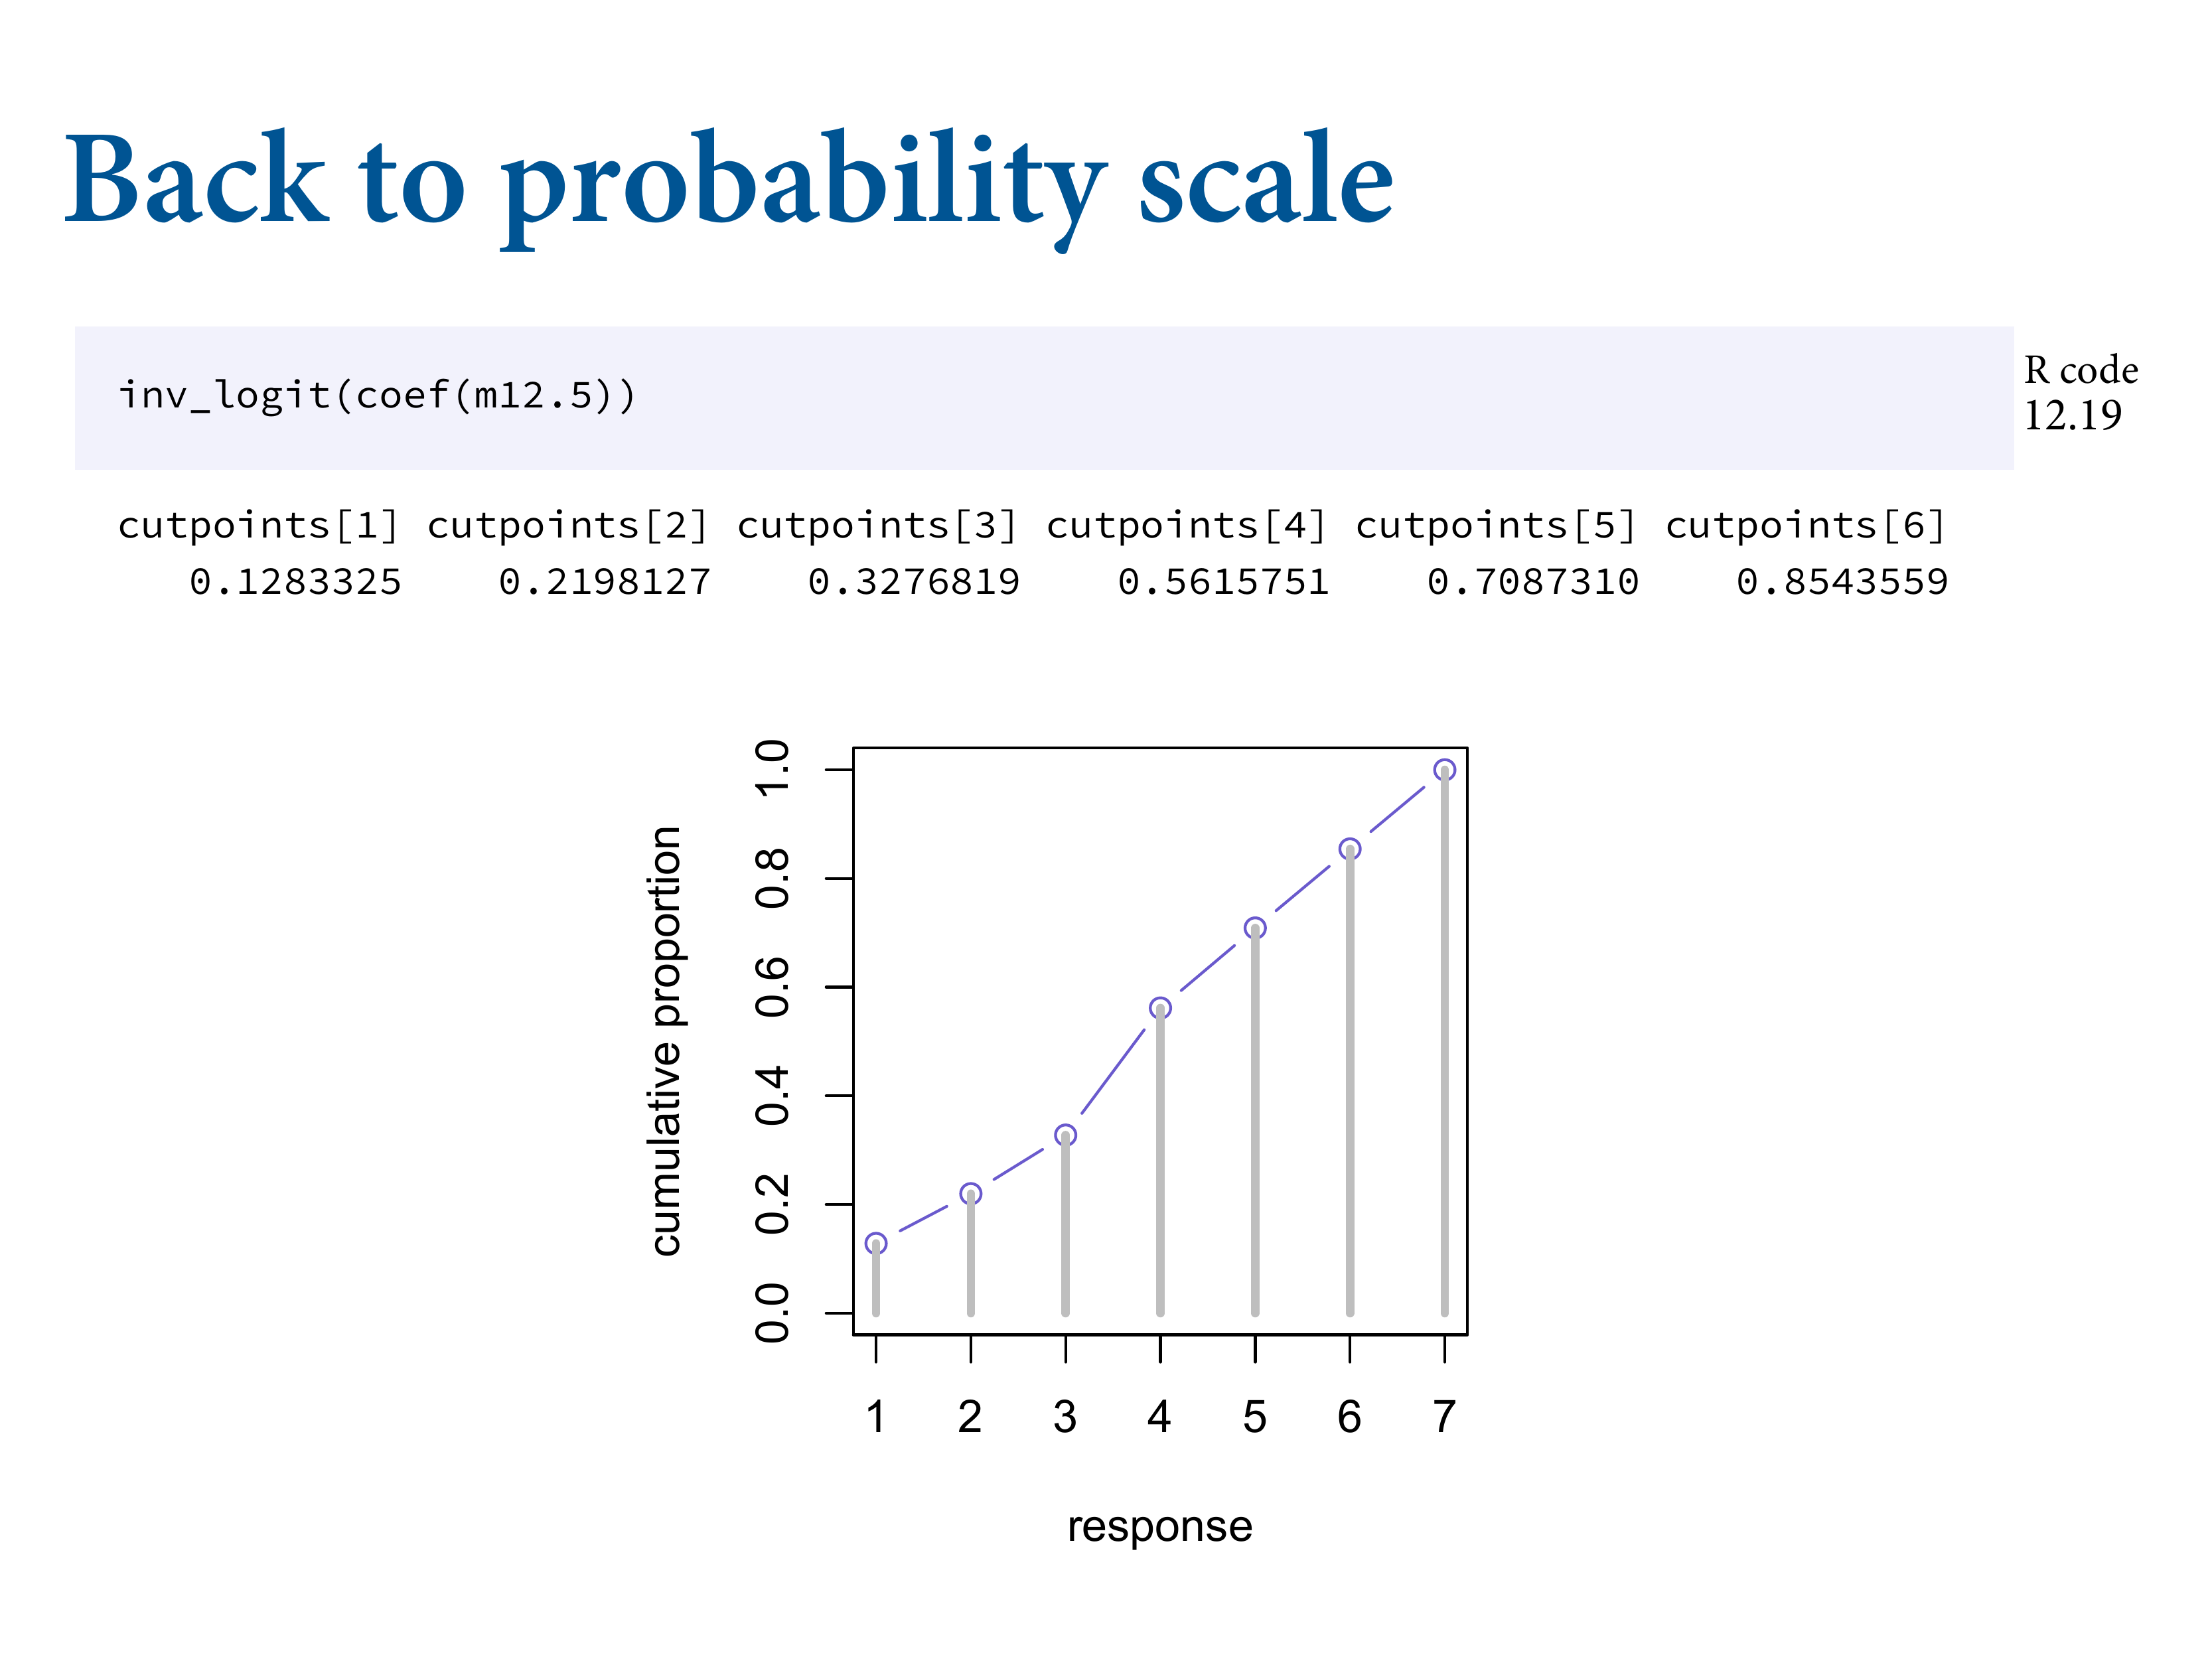 Back to probability scale
inv_logit(coef(m12.5))
R code
12.19
cutpoints[1] cutpoints[2] cutpoints[3] cutpoints[4] cutpoints[5] cutpoints[6]
0.1283325 0.2198127 0.3276819 0.5615751 0.7087310 0.8543559
cumulative proportion
1.0
0.8
0.6
0.4
0.2
0.0
1 2 3 4 5 6 7
response